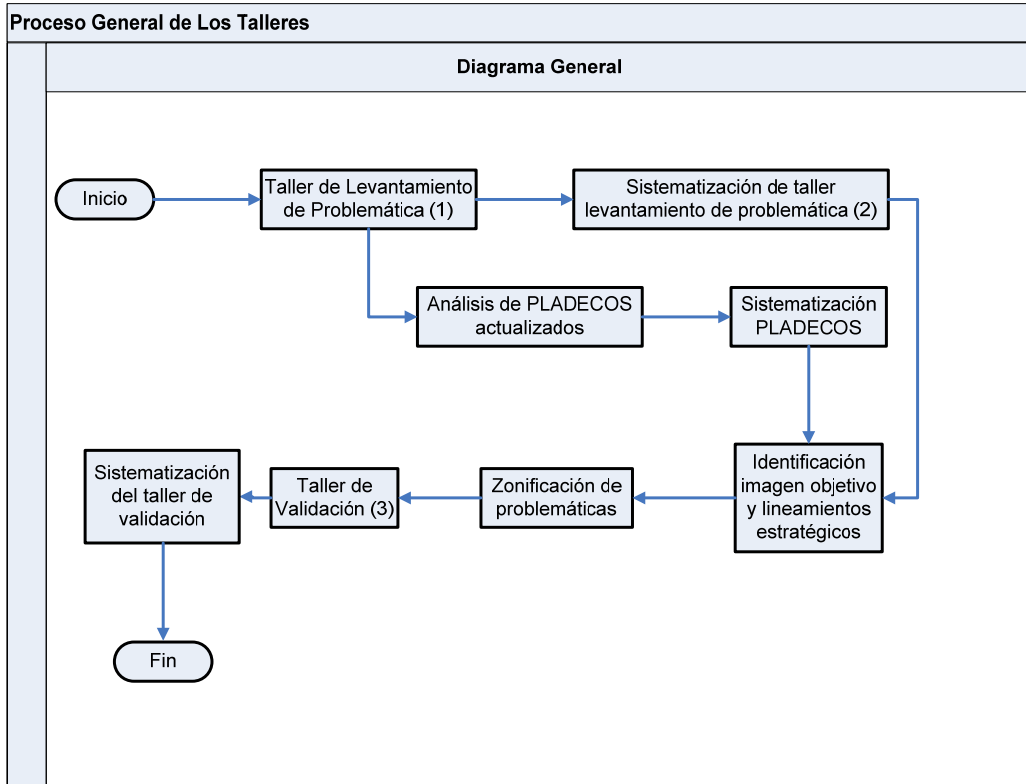 Proceso General de Los Talleres
Diagrama General
Inicio
Taller de Levantamiento
de Problemática (1)
Sistematización de taller
levantamiento de problemática (2)
Análisis de PLADECOS
actualizados
Sistematización
PLADECOS
Identificación
imagen objetivo
y lineamientos
estratégicos
Zonificación de
problemáticas
Taller de
Validación (3)
Sistematización
del taller de
validación
Fin